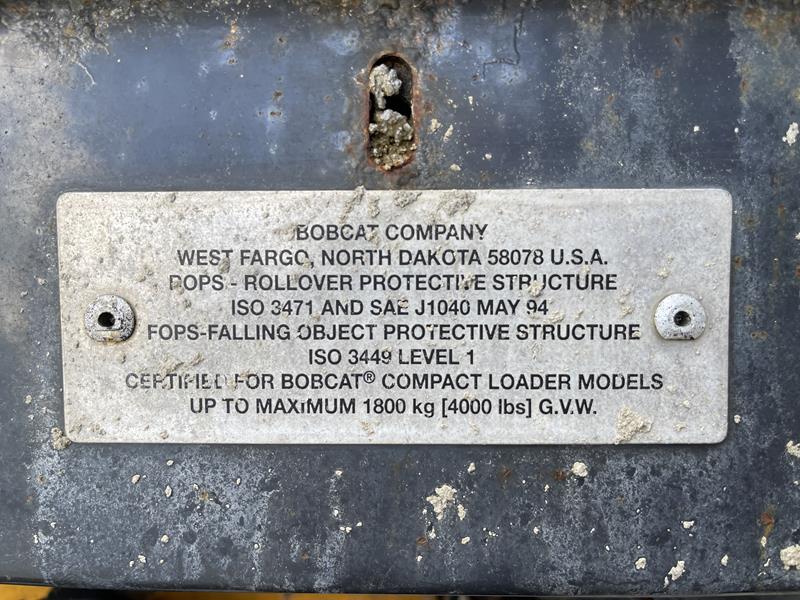 BOBCAT COMPANY
WEST FARGO, NORTH DAKOTA 58078 U.S.A.
ROPS - ROLLOVER PROTECTIVE STRUCTURE
ISO 3471 AND SAE J1040 MAY 94
FOPS-FALLING OBJECT PROTECTIVE STRUCTURE
ISO 3449 LEVEL 1
CERTIFIED FOR BOBCAT® COMPACT LOADER MODELS
UP TO MAXIMUM 1800 kg [4000 lbs] G.V.W.